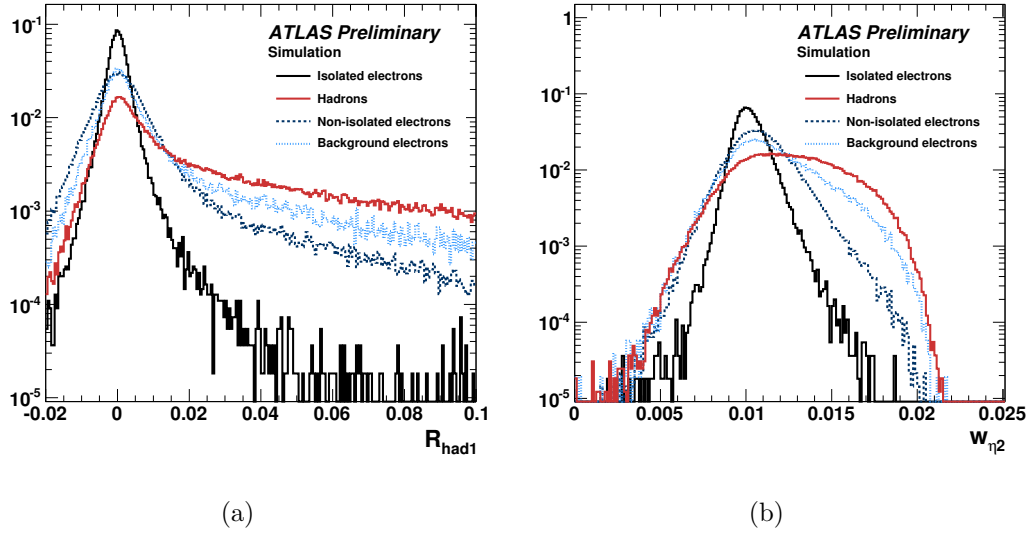 ATLAS Preliminary
Simulation
Isolated electrons
Hadrons
Non-isolated electrons
Background electrons
10⁻¹
10⁻²
10⁻³
10⁻⁴
10⁻⁵
-0.02 0 0.02 0.04 0.06 0.08 0.1
R_had1
(a)
ATLAS Preliminary
Simulation
Isolated electrons
Hadrons
Non-isolated electrons
Background electrons
1
10⁻¹
10⁻²
10⁻³
10⁻⁴
10⁻⁵
0 0.005 0.01 0.015 0.02 0.025
w_η2
(b)